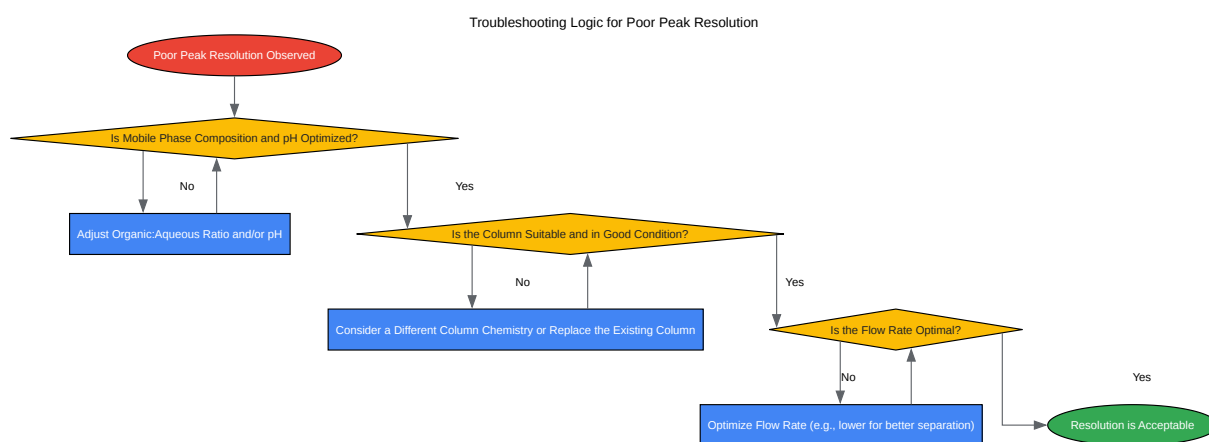 Troubleshooting Logic for Poor Peak Resolution
Poor Peak Resolution Observed
Is Mobile Phase Composition and pH Optimized?
No
Yes
Adjust Organic:Aqueous Ratio and/or pH
Is the Column Suitable and in Good Condition?
No
Yes
Consider a Different Column Chemistry or Replace the Existing Column
Is the Flow Rate Optimal?
No
Yes
Optimize Flow Rate (e.g., lower for better separation)
Resolution is Acceptable